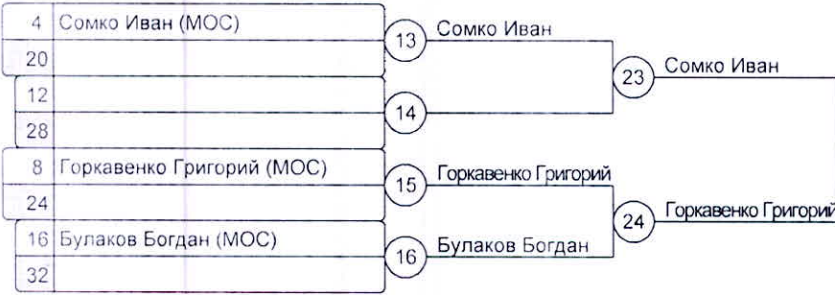 4 Сомко Иван (МОС)
20
12
28
8 Горкавенко Григорий (МОС)
24
16 Булаков Богдан (МОС)
32
13 Сомко Иван
14
15 Горкавенко Григорий
16 Булаков Богдан
23 Сомко Иван
24 Горкавенко Григорий